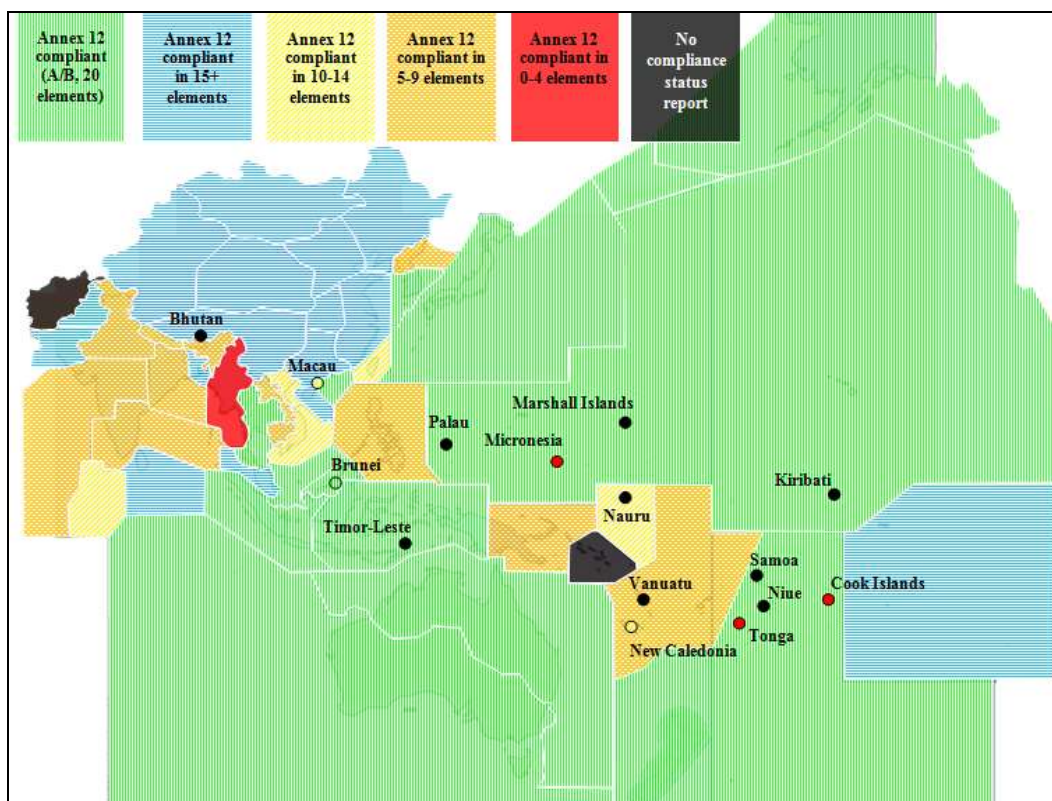 Annex 12
compliant
(A/B, 20
elements)
Annex 12
compliant
in 15+
elements
Annex 12
compliant
in 10-14
elements
Annex 12
compliant in
5-9 elements
Annex 12
compliant in
0-4 elements
No
compliance
status
report
Bhutan
Macau
Marshall Islands
Palau
Micronesia
Brunei
Kiribati
Nauru
Timor-Leste
Samoa
Vanuatu
Cook Islands
Niue
Tonga
New Caledonia